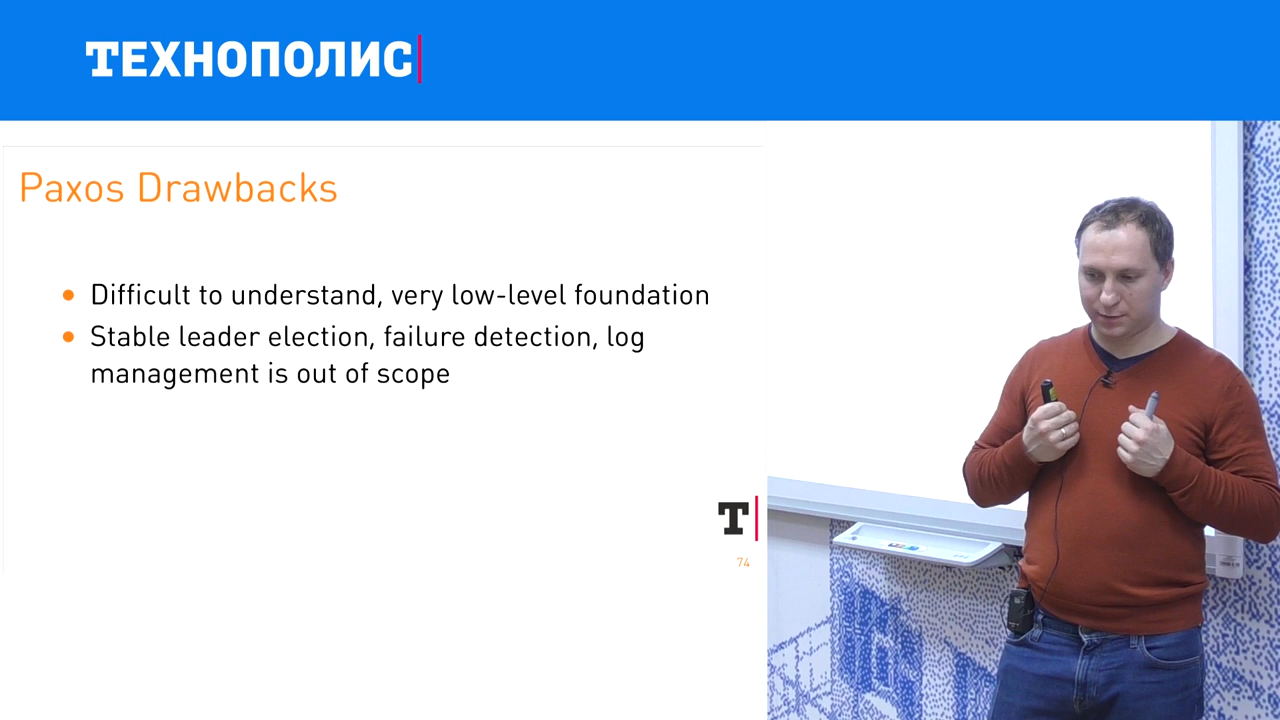 ТЕХНОПОЛИС
Paxos Drawbacks
Difficult to understand, very low-level foundation
Stable leader election, failure detection, log
management is out of scope
Т
74